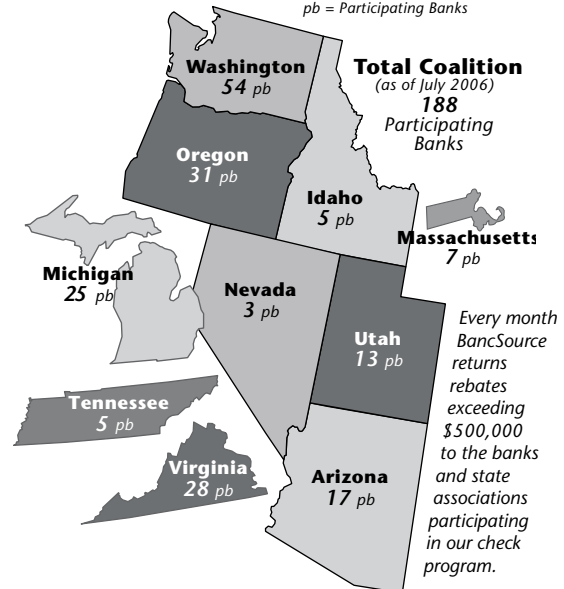 pb = Participating Banks
Washington
54 pb
Total Coalition
(as of July 2006)
188
Participating
Banks
Oregon
31 pb
Idaho
5 pb
Massachusetts
7 pb
Michigan
25 pb
Nevada
3 pb
Utah
13 pb
Every month
BancSource
returns
rebates
exceeding
$500,000
to the banks
and state
associations
participating
in our check
program.
Tennessee
5 pb
Virginia
28 pb
Arizona
17 pb